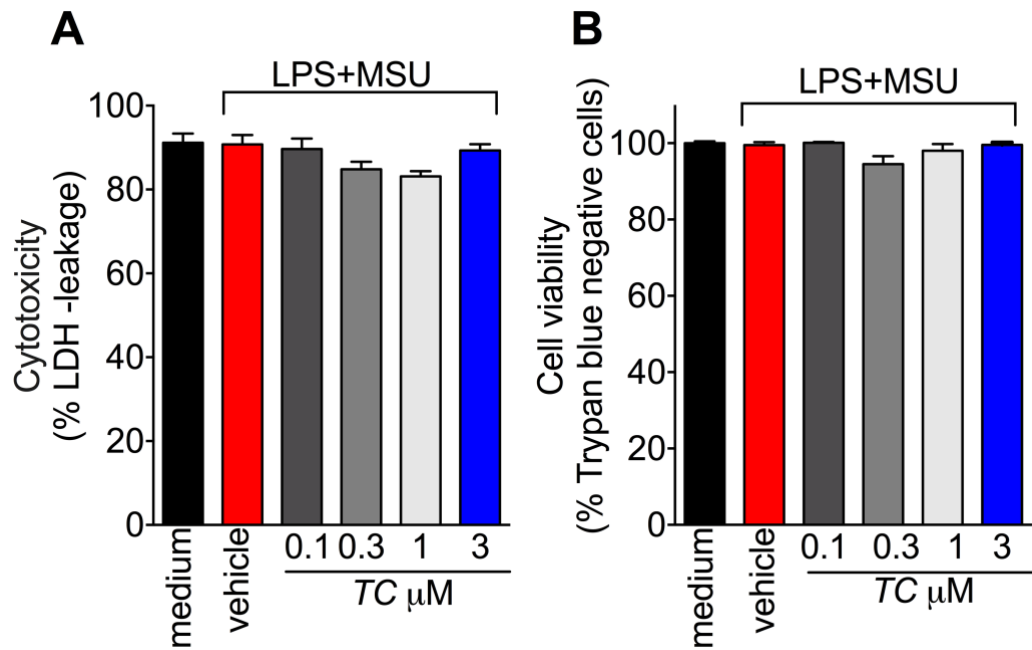 A
LPS+MSU
Cytotoxicity
(% LDH -leakage)
100
80
60
40
20
0
medium
vehicle
0.1 0.3 1 3
TC μM
B
LPS+MSU
Cell viability
(% Trypan blue negative cells)
100
80
60
40
20
0
medium
vehicle
0.1 0.3 1 3
TC μM